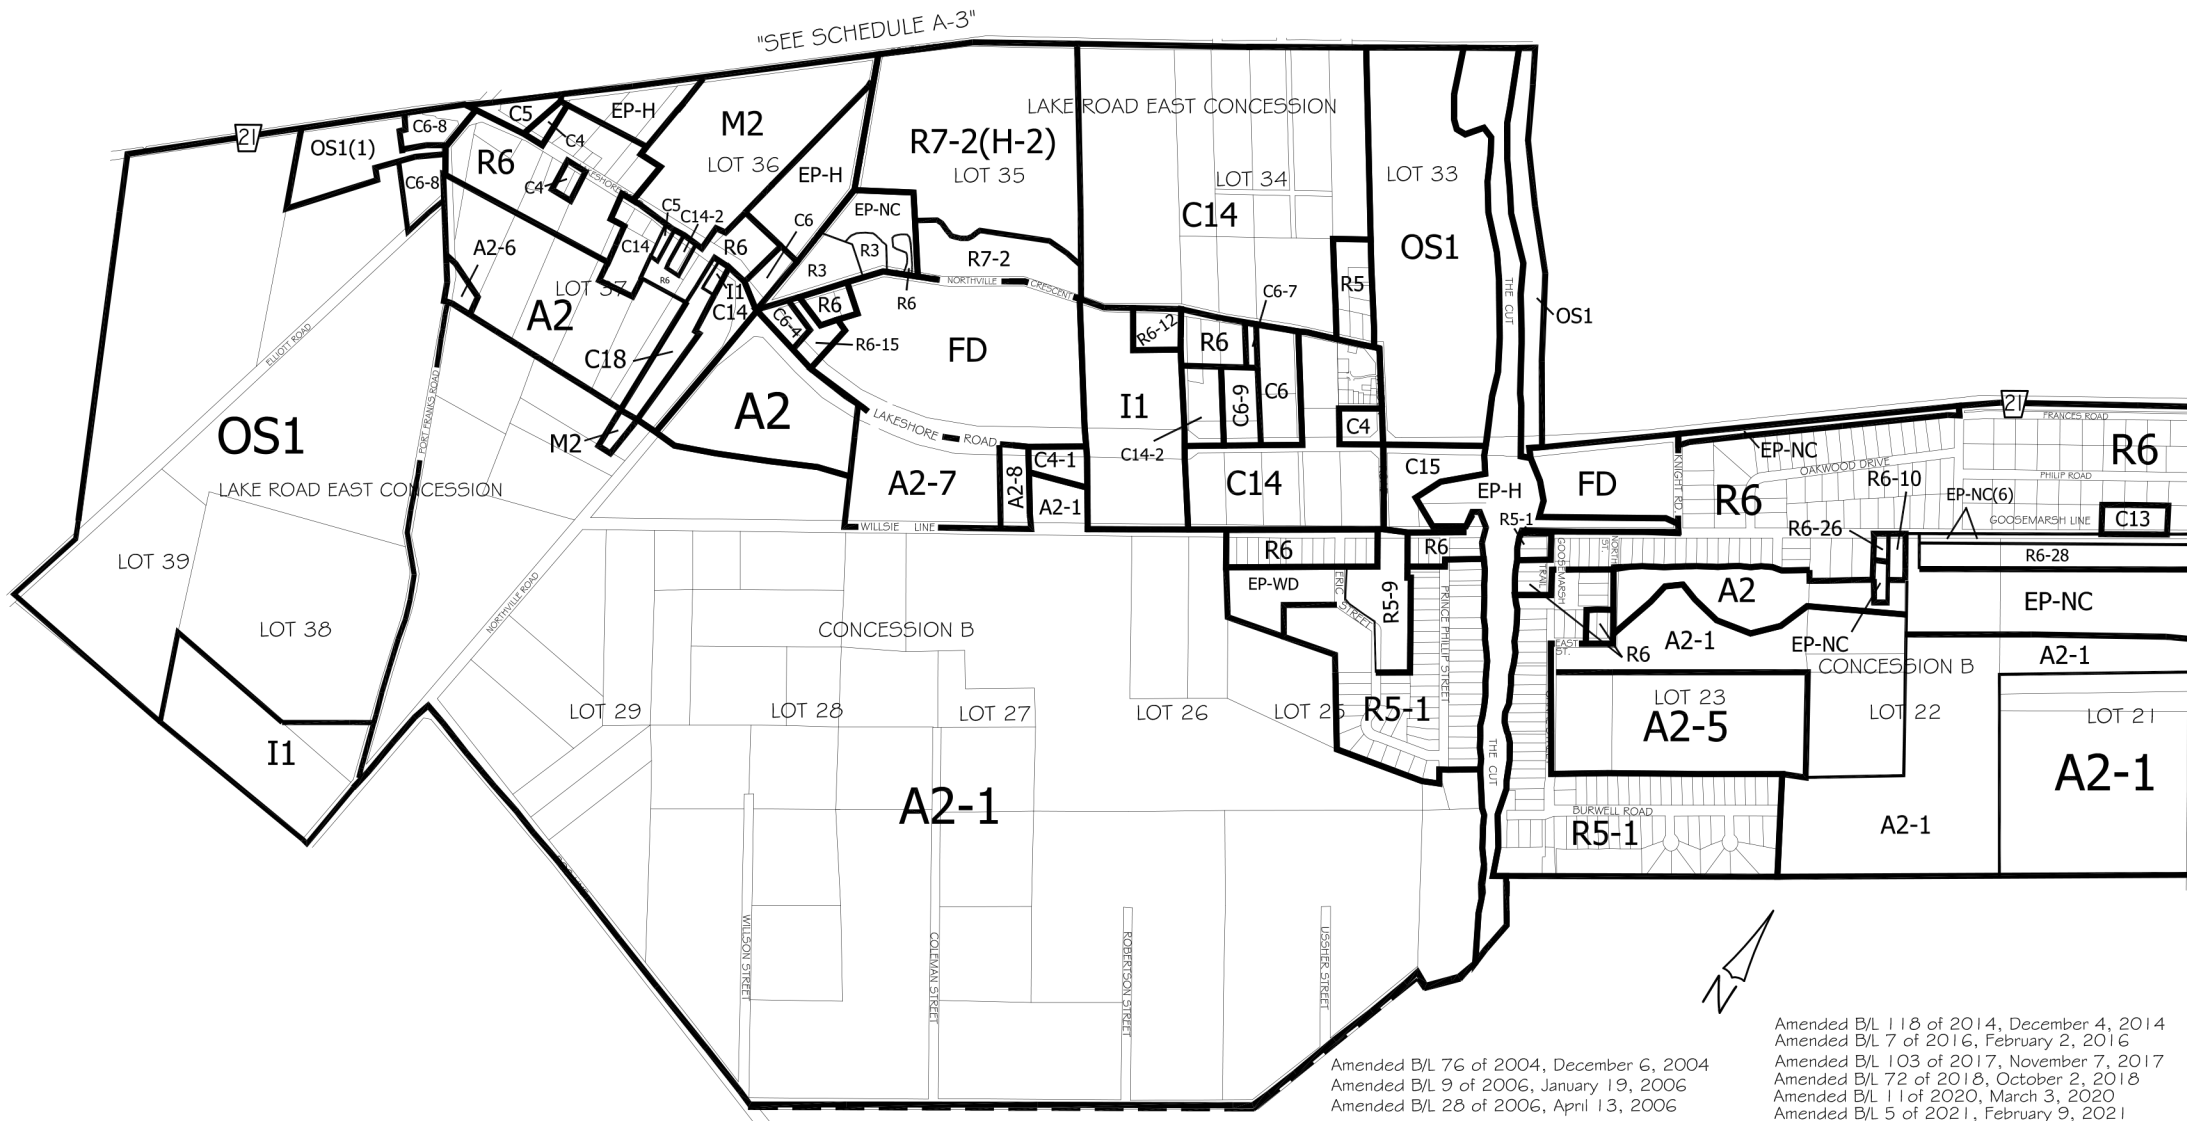 "SEE SCHEDULE A-3"
21
OS1(1)
C6-8
C6-8
C5
C4
EP-H
M2
LOT 36
R6
C4
EP-H
R7-2(H-2)
LOT 35
LAKE ROAD EAST CONCESSION
LOT 34
C14
LOT 33
OS1
THE CUT
OS1
A2-6
LOT 37
A2
C14
C5
C14-2
R6
R6
C6
I1
C14
C18
M2
EP-NC
R3
R3
R6
R7-2
NORTHVILLE
CRESCENT
R5
C6-7
C6-4
R6
R6-15
FD
R6-12
R6
C6-9
C6
I1
C14-2
C4
ELLIOTT ROAD
PORT FRANKS ROAD
OS1
LAKE ROAD EAST CONCESSION
LOT 39
LOT 38
I1
NORTHVILLE ROAD
A2
LAKESHORE
ROAD
A2-7
A2-8
C4-1
A2-1
WILLSIE LINE
C14
C15
EP-H
R5-1
FD
KNIGHT RD.
21
FRANCES ROAD
EP-NC
OAKWOOD DRIVE
R6
R6
PHILIP ROAD
R6-10
EP-NC(6)
GOOSEMARSH LINE
C13
R6-26
R6-28
R6
R6
EP-WD
ERIC
STREET
R5-9
PRINCE PHILLIP STREET
GOOSEMARSH
TRAIL
NORTH
ST.
EAST
ST.
R6
A2
A2-1
EP-NC
EP-NC
A2-1
CONCESSION B
CONCESSION B
LOT 29
LOT 28
LOT 27
LOT 26
LOT 25
R5-1
LOT 23
A2-5
LOT 22
LOT 21
A2-1
THE CUT
A2-1
BURWELL ROAD
R5-1
A2-1
WILLSON STREET
COLEMAN STREET
ROBERTSON STREET
USSHER STREET
N
Amended B/L 76 of 2004, December 6, 2004
Amended B/L 9 of 2006, January 19, 2006
Amended B/L 28 of 2006, April 13, 2006
Amended B/L 118 of 2014, December 4, 2014
Amended B/L 7 of 2016, February 2, 2016
Amended B/L 103 of 2017, November 7, 2017
Amended B/L 72 of 2018, October 2, 2018
Amended B/L 11of 2020, March 3, 2020
Amended B/L 5 of 2021, February 9, 2021